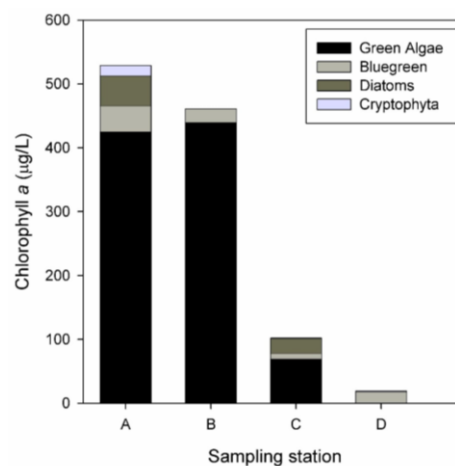 600
500
400
300
200
100
0
Chlorophyll a (µg/L)
Green Algae
Bluegreen
Diatoms
Cryptophyta
A B C D
Sampling station